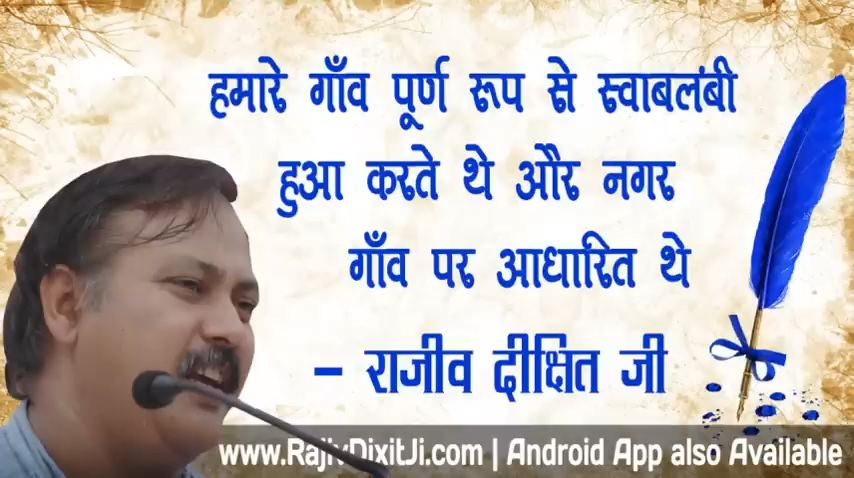 हमारे गाँव पूर्ण रूप से स्वाबलंबी
हुआ करते थे और नगर
गाँव पर आधारित थे
– राजीव दीक्षित जी
www.RajivDixitJi.com | Android App also Available